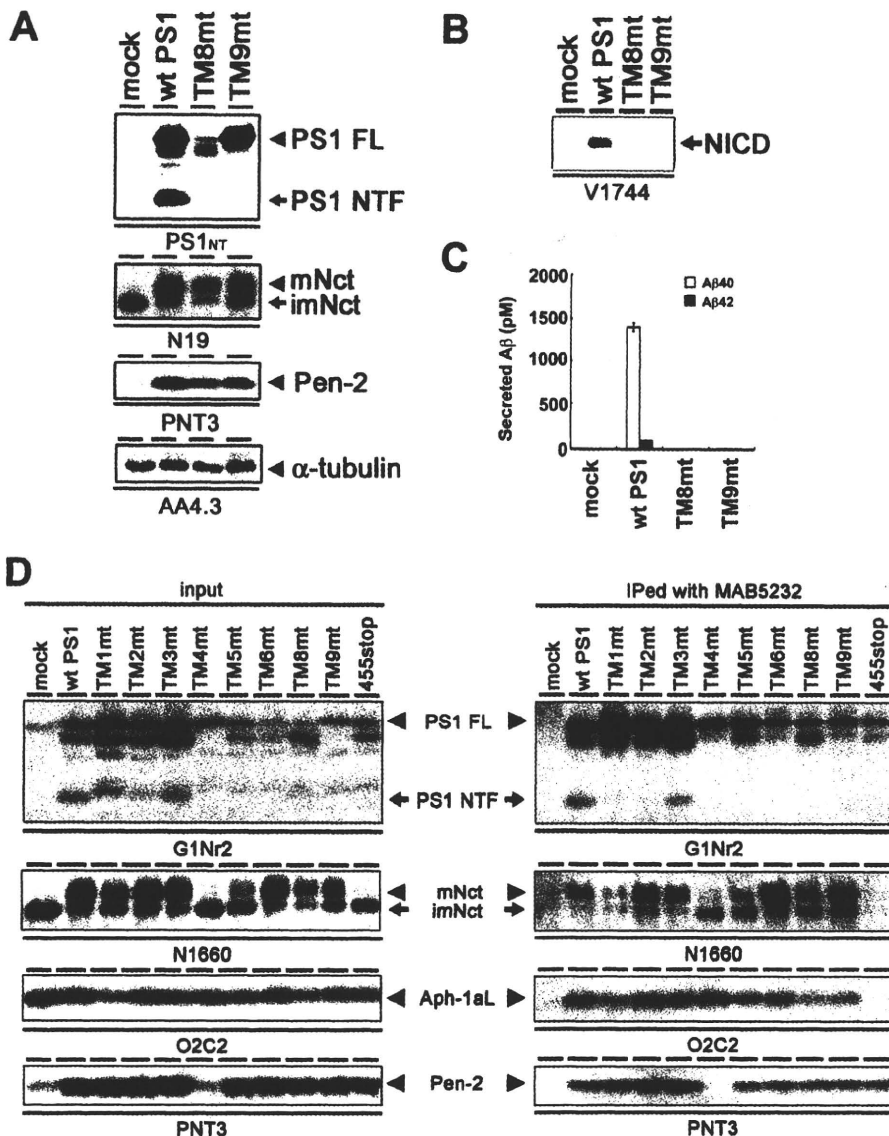 A
mock
wt PS1
TM8mt
TM9mt
PS1 FL
PS1 NTF
PS1NT
mNct
imNct
N19
Pen-2
PNT3
α-tubulin
AA4.3
B
mock
wt PS1
TM8mt
TM9mt
NICD
V1744
C
Secreted Aβ (pM)
2000
1500
1000
500
0
Aβ40
Aβ42
mock
wt PS1
TM8mt
TM9mt
D
input
mock
wt PS1
TM1mt
TM2mt
TM3mt
TM4mt
TM5mt
TM6mt
TM8mt
TM9mt
455stop
IPed with MAB5232
mock
wt PS1
TM1mt
TM2mt
TM3mt
TM4mt
TM5mt
TM6mt
TM8mt
TM9mt
455stop
PS1 FL
PS1 NTF
G1Nr2
G1Nr2
mNct
imNct
N1660
N1660
Aph-1aL
O2C2
O2C2
Pen-2
PNT3
PNT3